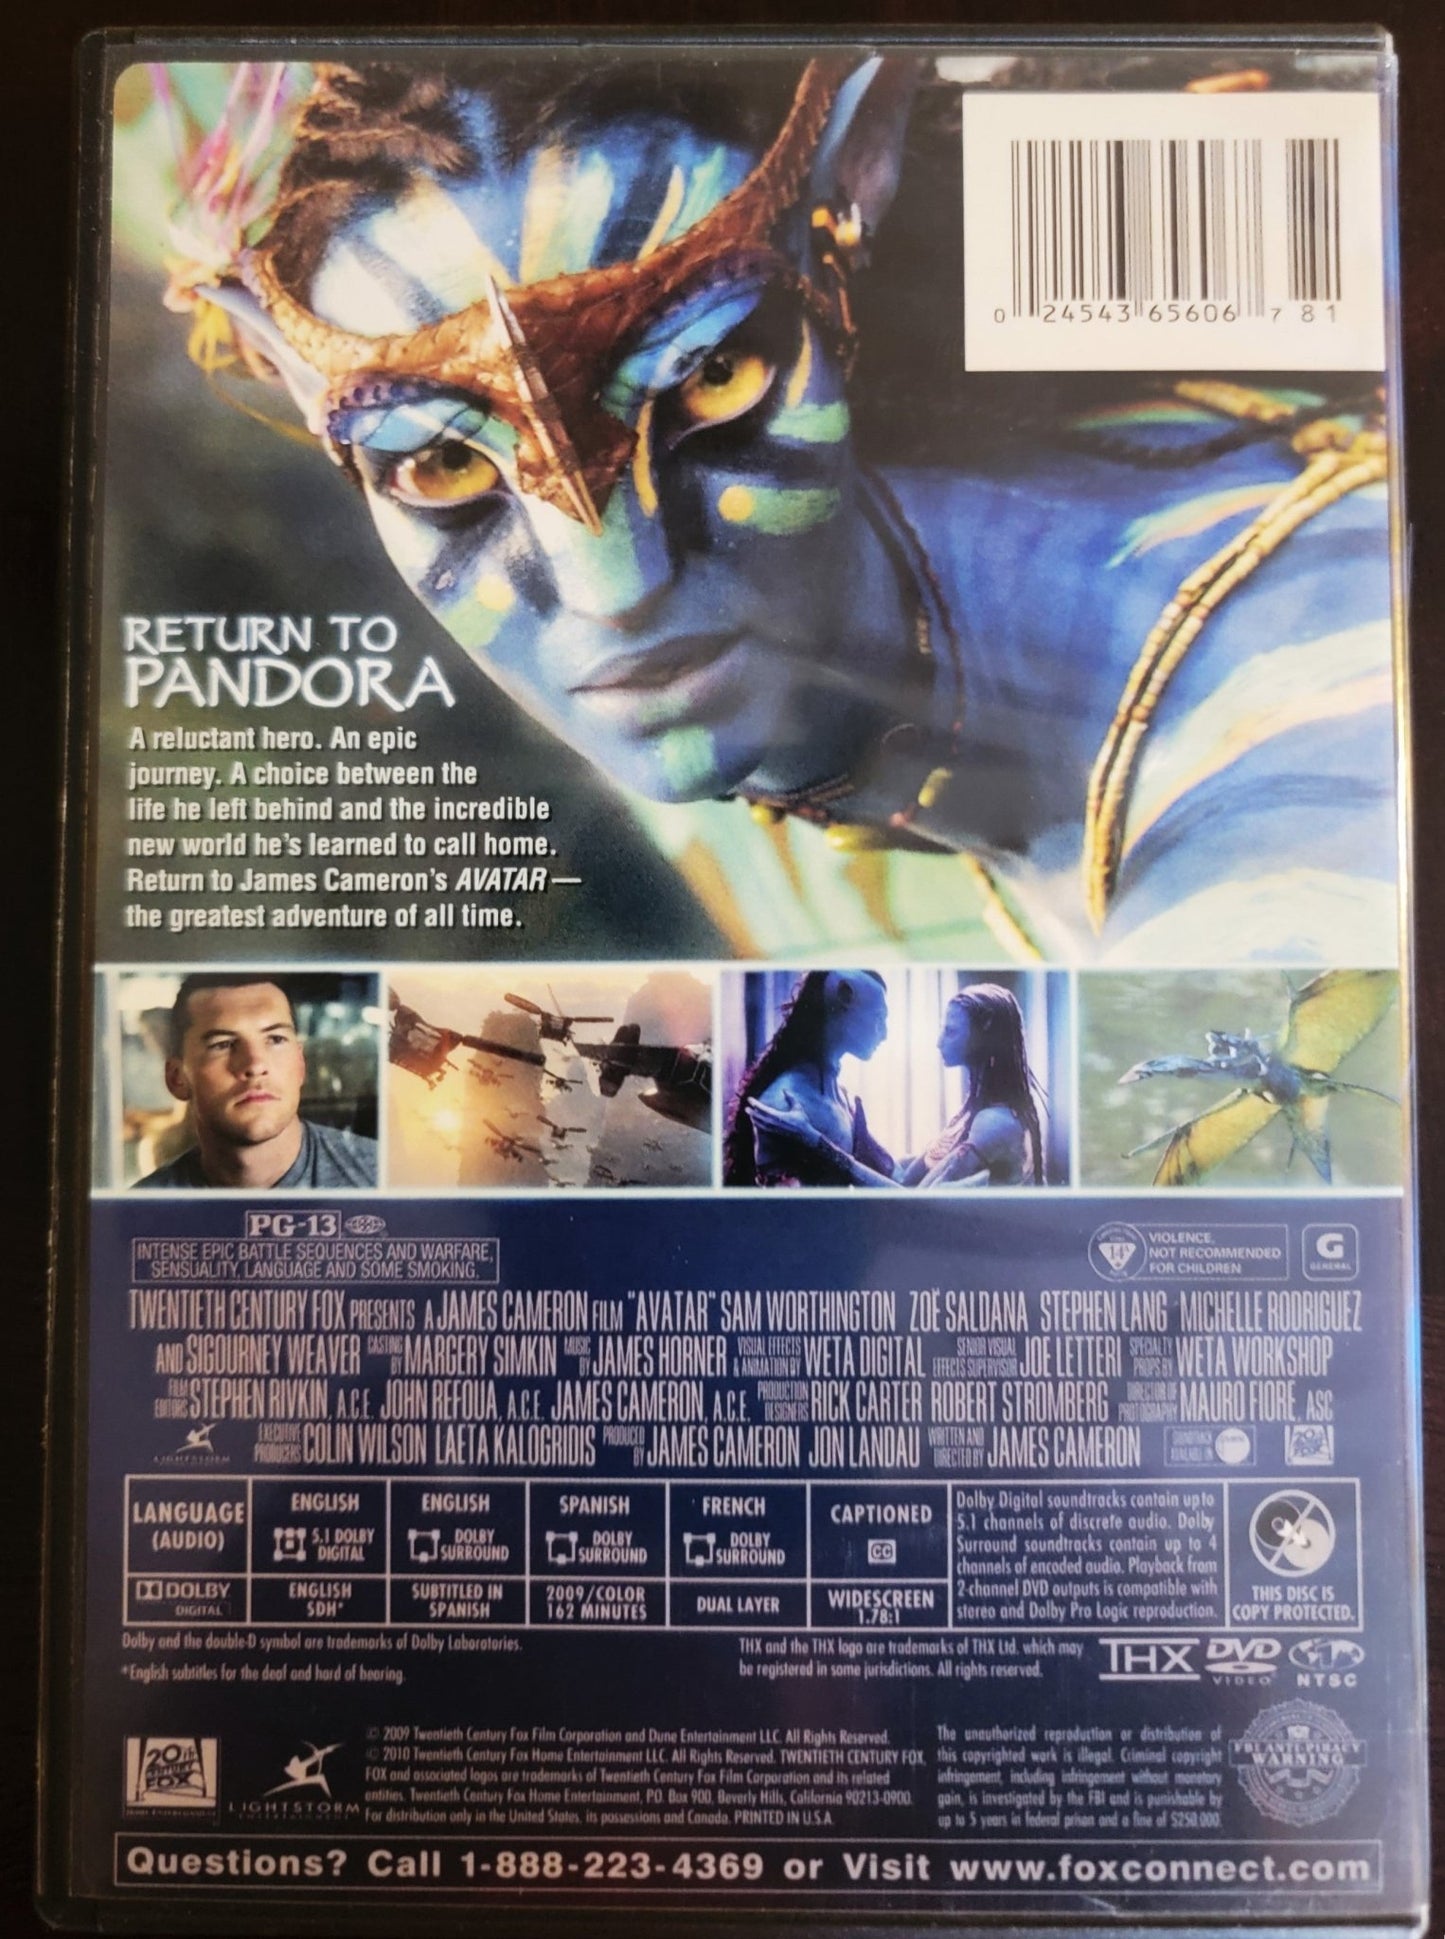 0 24543 65606 7 81
RETURN TO
PANDORA
A reluctant hero. An epic
journey. A choice between the
life he left behind and the incredible
new world he's learned to call home.
Return to James Cameron's AVATAR—
the greatest adventure of all time.
PG-13
INTENSE EPIC BATTLE SEQUENCES AND WARFARE,
SENSUALITY, LANGUAGE AND SOME SMOKING.
14A
VIOLENCE,
NOT RECOMMENDED
FOR CHILDREN
G
GENERAL
TWENTIETH CENTURY FOX PRESENTS A JAMES CAMERON FILM "AVATAR" SAM WORTHINGTON ZOË SALDANA STEPHEN LANG MICHELLE RODRIGUEZ
AND SIGOURNEY WEAVER CASTING BY MARGERY SIMKIN MUSIC BY JAMES HORNER VISUAL EFFECTS & ANIMATION BY WETA DIGITAL SENIOR VISUAL EFFECTS SUPERVISOR JOE LETTERI SPECIALTY PROPS BY WETA WORKSHOP
FILM EDITORS STEPHEN RIVKIN, A.C.E. JOHN REFOUA, A.C.E. JAMES CAMERON, A.C.E. PRODUCTION DESIGNERS RICK CARTER ROBERT STROMBERG DIRECTOR OF PHOTOGRAPHY MAURO FIORE, ASC
LIGHTSTORM EXECUTIVE PRODUCERS COLIN WILSON LAETA KALOGRIDIS PRODUCED BY JAMES CAMERON JON LANDAU WRITTEN AND DIRECTED BY JAMES CAMERON
LANGUAGE
(AUDIO)
ENGLISH
5.1 DOLBY
DIGITAL
ENGLISH
DOLBY
SURROUND
SPANISH
DOLBY
SURROUND
FRENCH
DOLBY
SURROUND
CAPTIONED
CC
DOLBY
DIGITAL
ENGLISH
SDH*
SUBTITLED IN
SPANISH
2009/COLOR
162 MINUTES
DUAL LAYER
WIDESCREEN
1.78:1
Dolby Digital soundtracks contain up to
5.1 channels of discrete audio. Dolby
Surround soundtracks contain up to 4
channels of encoded audio. Playback from
2-channel DVD outputs is compatible with
stereo and Dolby Pro Logic reproduction.
THIS DISC IS
COPY PROTECTED.
Dolby and the double-D symbol are trademarks of Dolby Laboratories.
*English subtitles for the deaf and hard of hearing.
THX and the THX logo are trademarks of THX Ltd. which may
be registered in some jurisdictions. All rights reserved.
THX
DVD
VIDEO
NTSC
20th
CENTURY
FOX
LIGHTSTORM
ENTERTAINMENT
© 2009 Twentieth Century Fox Film Corporation and Dune Entertainment LLC. All Rights Reserved.
© 2010 Twentieth Century Fox Home Entertainment LLC. All Rights Reserved. TWENTIETH CENTURY FOX,
FOX and associated logos are trademarks of Twentieth Century Fox Film Corporation and its related
entities. Twentieth Century Fox Home Entertainment, P.O. Box 900, Beverly Hills, California 90213-0900.
For distribution only in the United States, its possessions and Canada. PRINTED IN U.S.A.
The unauthorized reproduction or distribution of
this copyrighted work is illegal. Criminal copyright
infringement, including infringement without monetary
gain, is investigated by the FBI and is punishable by
up to 5 years in federal prison and a fine of $250,000.
FBI ANTI-PIRACY
WARNING
Questions? Call 1-888-223-4369 or Visit www.foxconnect.com